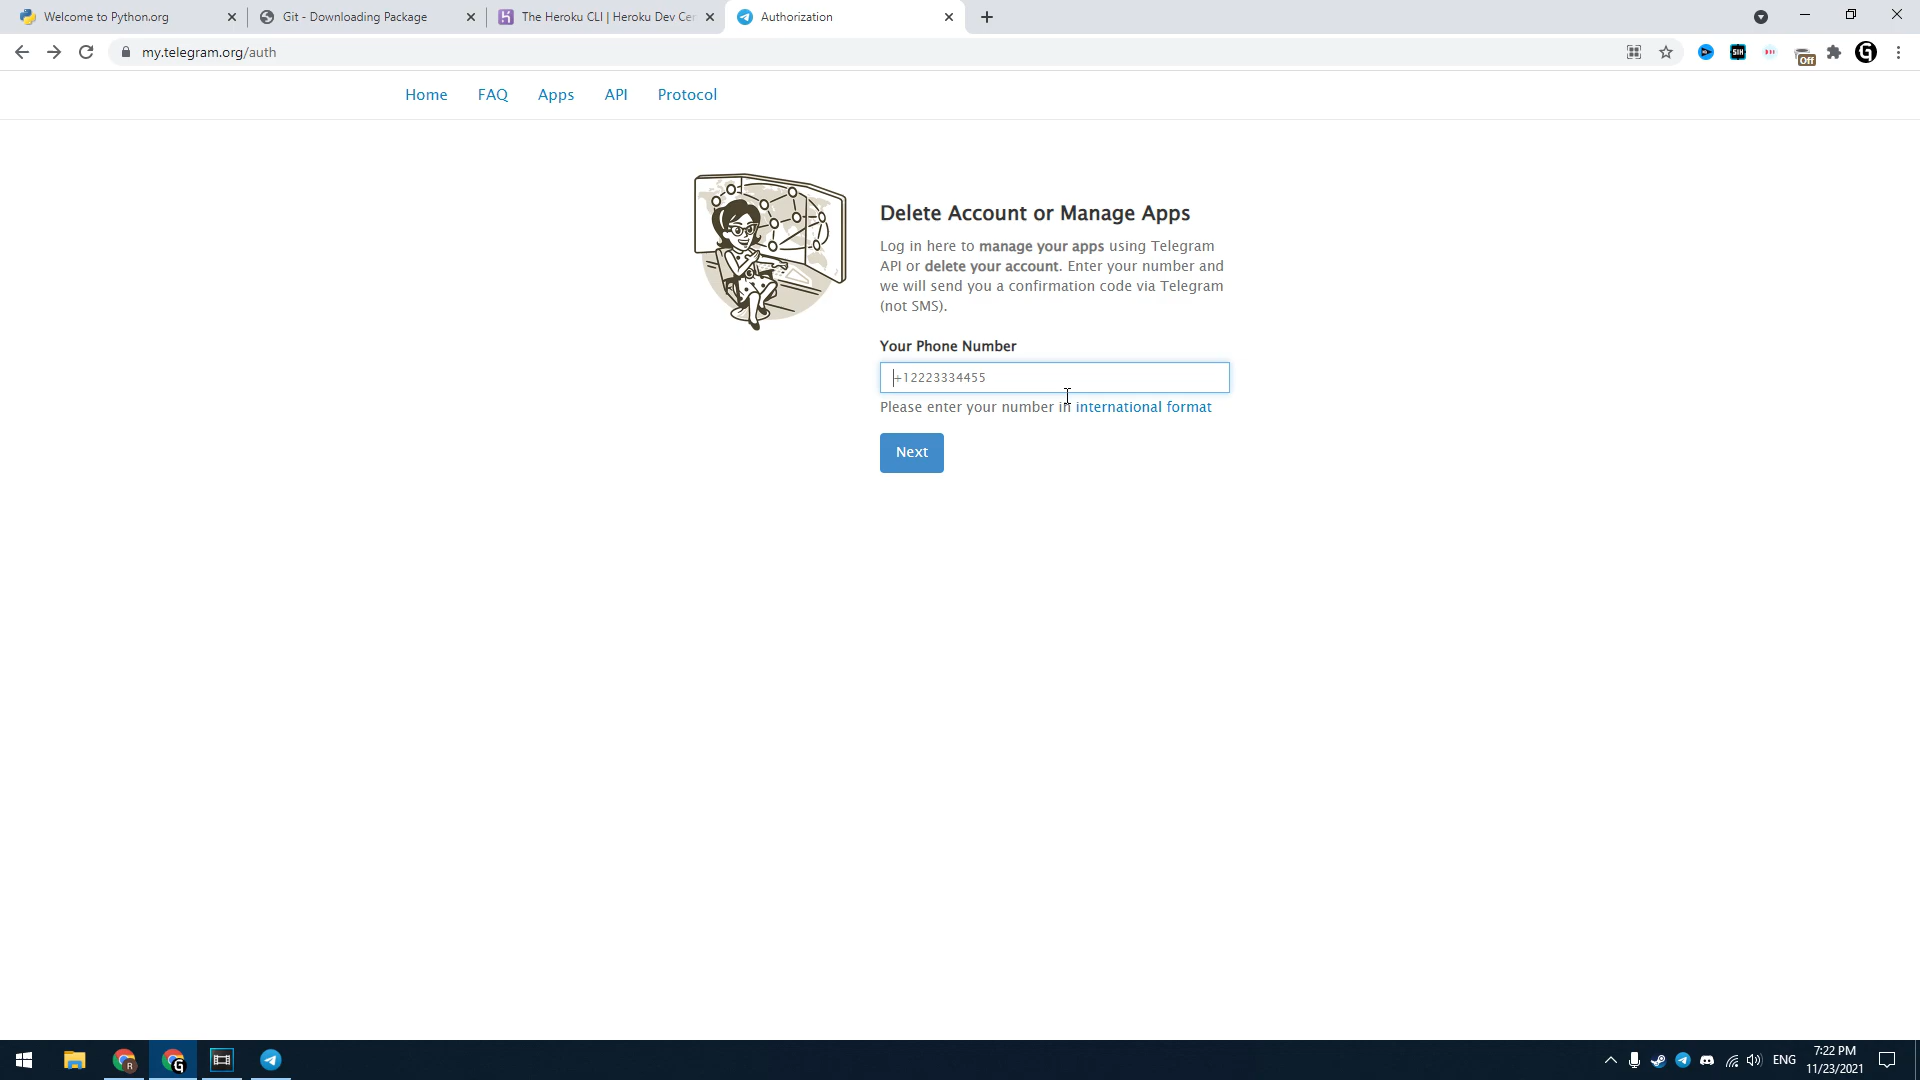 Welcome to Python.org
Git - Downloading Package
The Heroku CLI | Heroku Dev Cen
Authorization
my.telegram.org/auth
SIH
Off
G
Home
FAQ
Apps
API
Protocol
Delete Account or Manage Apps
Log in here to manage your apps using Telegram
API or delete your account. Enter your number and
we will send you a confirmation code via Telegram
(not SMS).
Your Phone Number
+12223334455
Please enter your number in international format
Next
R
G
ENG
7:22 PM
11/23/2021